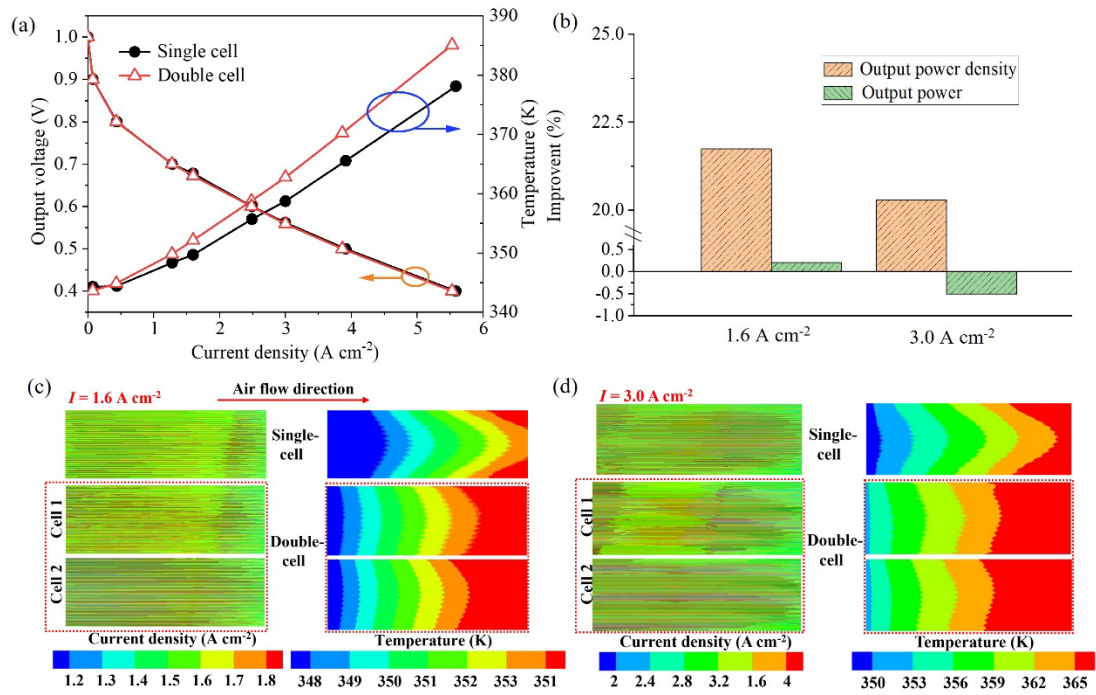 (a)
Single cell
Double cell
1.0
0.9
0.8
0.7
0.6
0.5
0.4
Output voltage (V)
390
380
370
360
350
340
Temperature (K)
0 1 2 3 4 5 6
Current density (A cm-2)
(b)
25.0
22.5
20.0
0.5
0.0
-0.5
-1.0
Improvent (%)
Output power density
Output power
1.6 A cm-2
3.0 A cm-2
(c)
I = 1.6 A cm-2
Air flow direction
Single-
cell
Cell 1
Double-
cell
Cell 2
Current density (A cm-2)
Temperature (K)
1.2 1.3 1.4 1.5 1.6 1.7 1.8
348 349 350 351 352 353 351
(d)
I = 3.0 A cm-2
Single-
cell
Cell 1
Double-
cell
Cell 2
Current density (A cm-2)
Temperature (K)
2 2.4 2.8 3.2 1.6 4
350 353 356 359 362 365